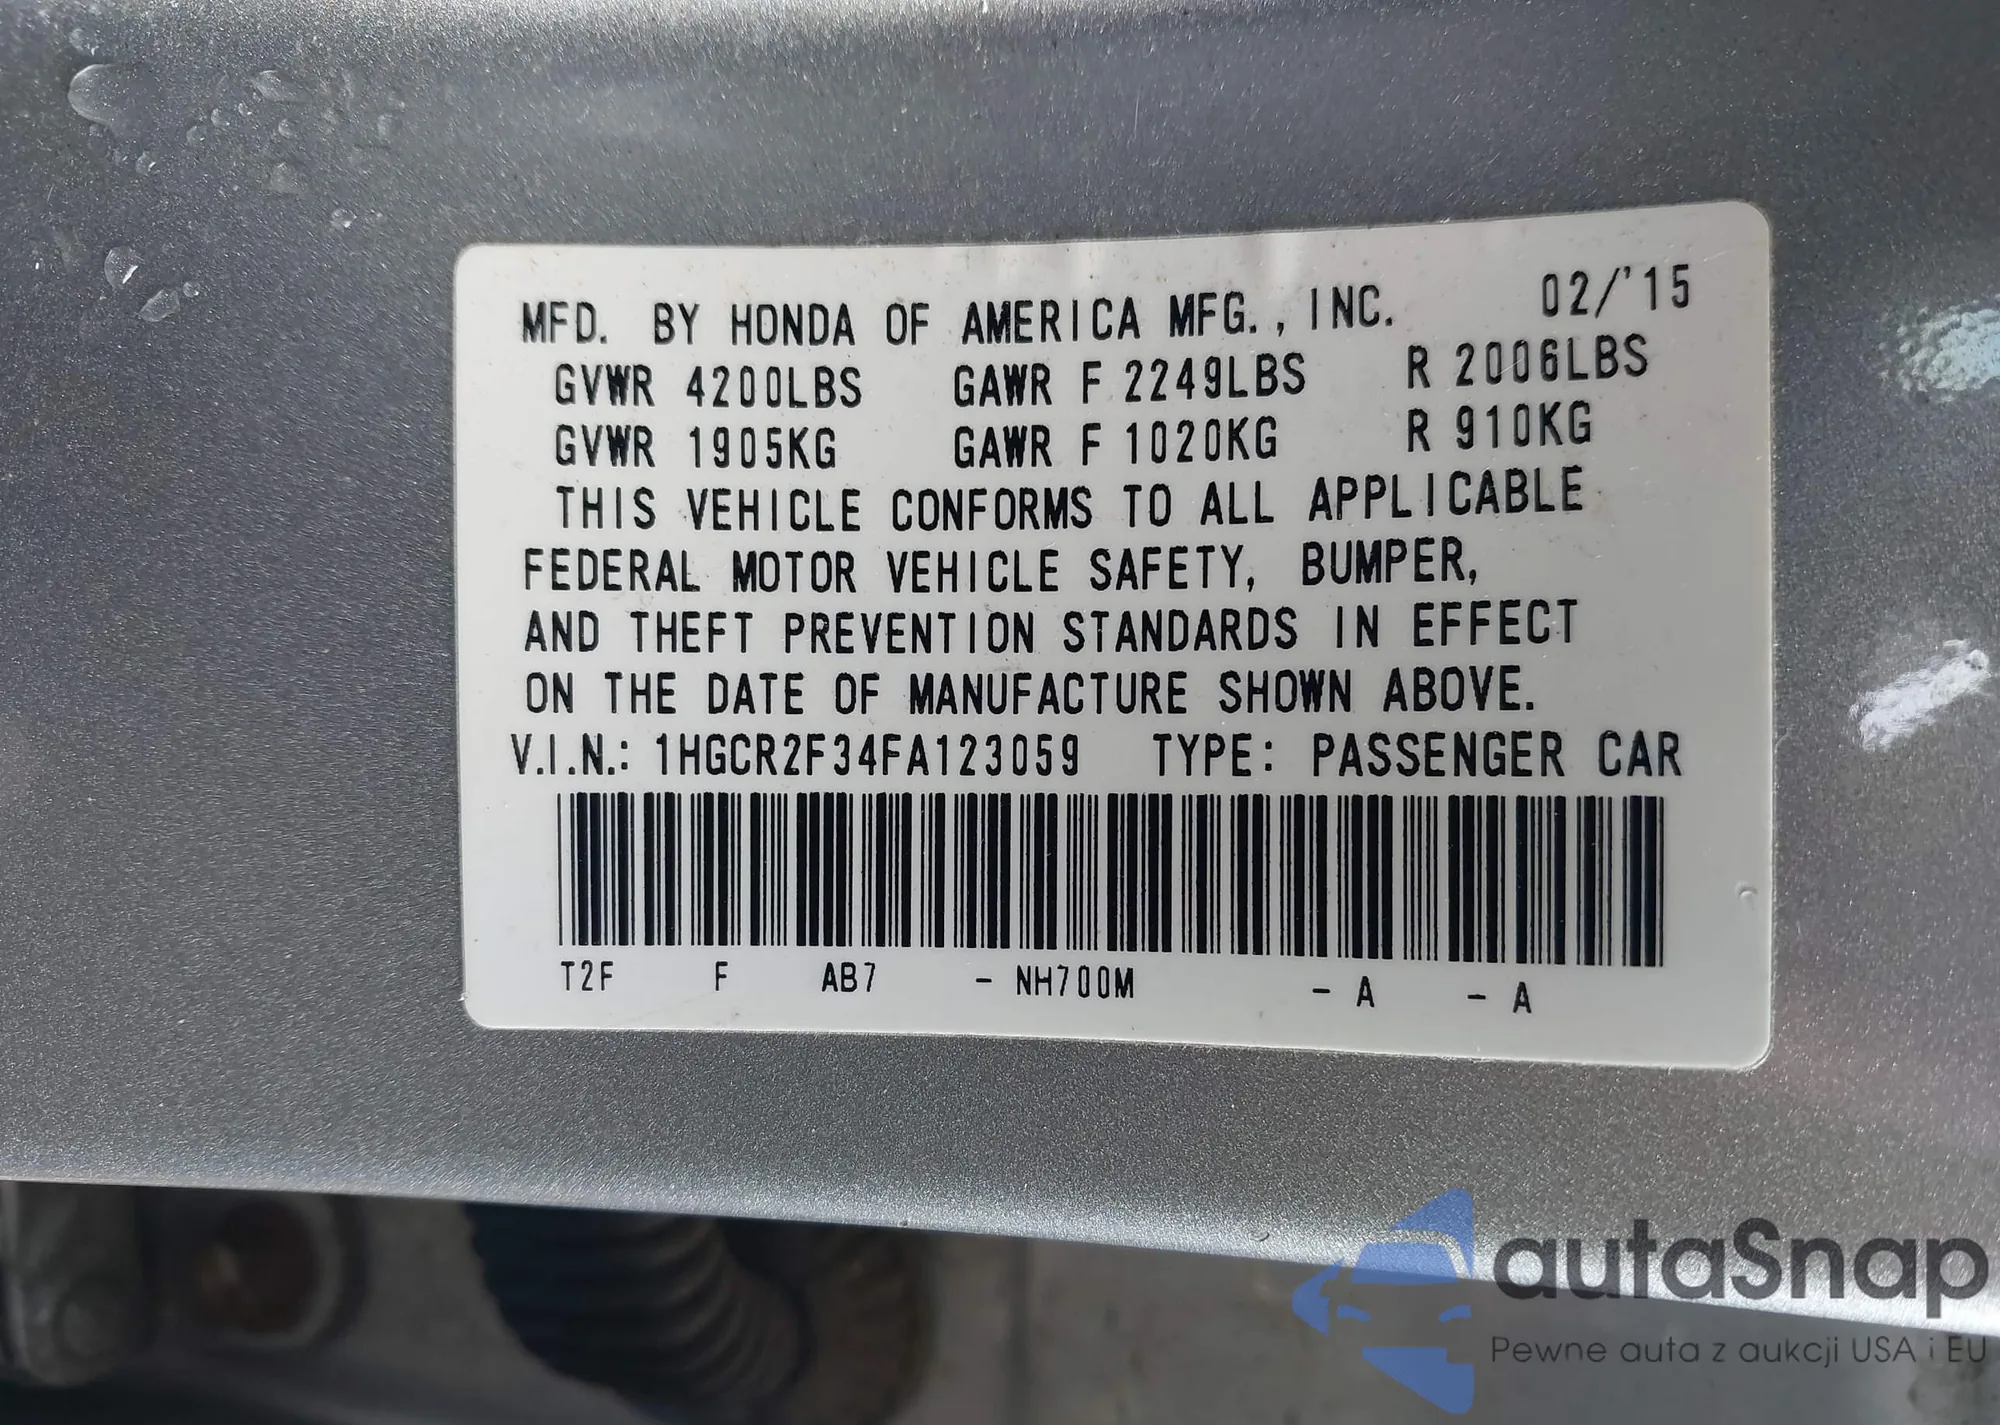 MFD. BY HONDA OF AMERICA MFG., INC. 02/'15
GVWR 4200LBS GAWR F 2249LBS R 2006LBS
GVWR 1905KG GAWR F 1020KG R 910KG
THIS VEHICLE CONFORMS TO ALL APPLICABLE
FEDERAL MOTOR VEHICLE SAFETY, BUMPER,
AND THEFT PREVENTION STANDARDS IN EFFECT
ON THE DATE OF MANUFACTURE SHOWN ABOVE.
V.I.N.: 1HGCR2F34FA123059 TYPE: PASSENGER CAR
T2F F AB7 - NH700M - A - A
autaSnap
Pewne auta z aukcji USA i EU